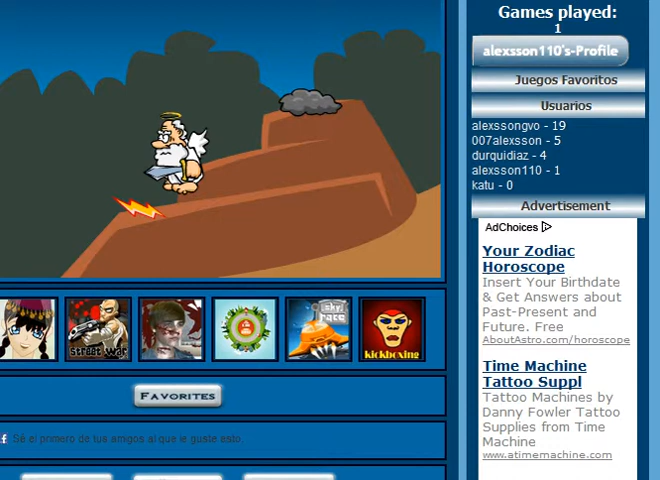 Games played:
1
alexsson110's-Profile
Juegos Favoritos
Usuarios
alexssongvo - 19
007alexsson - 5
durquidiaz - 4
alexsson110 - 1
katu - 0
Advertisement
AdChoices
Your Zodiac
Horoscope
Insert Your Birthdate
& Get Answers about
Past-Present and
Future. Free
AboutAstro.com/horoscope
Time Machine
Tattoo Suppl
Tattoo Machines by
Danny Fowler Tattoo
Supplies from Time
Machine
www.atimemachine.com
street war
kickboxing
FAVORITES
f
Sé el primero de tus amigos al que le guste esto.